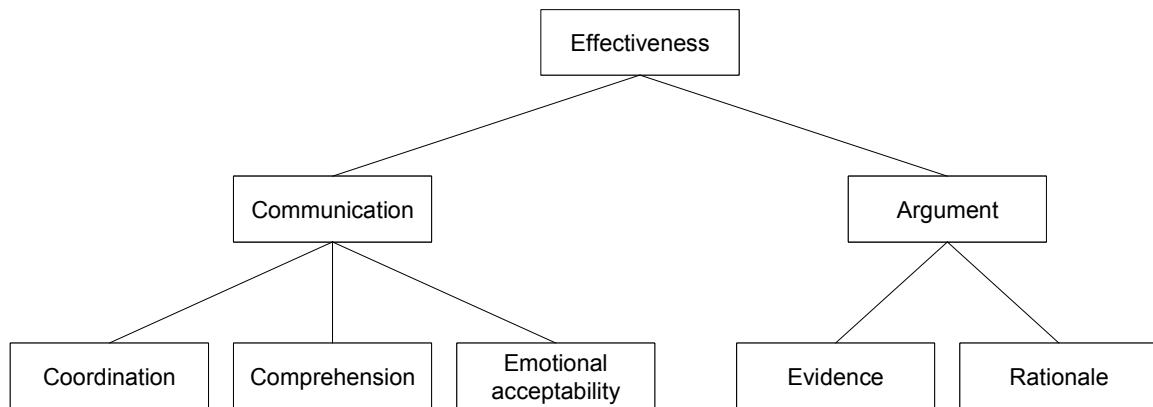 Effectiveness
Communication
Argument
Coordination
Comprehension
Emotional
acceptability
Evidence
Rationale